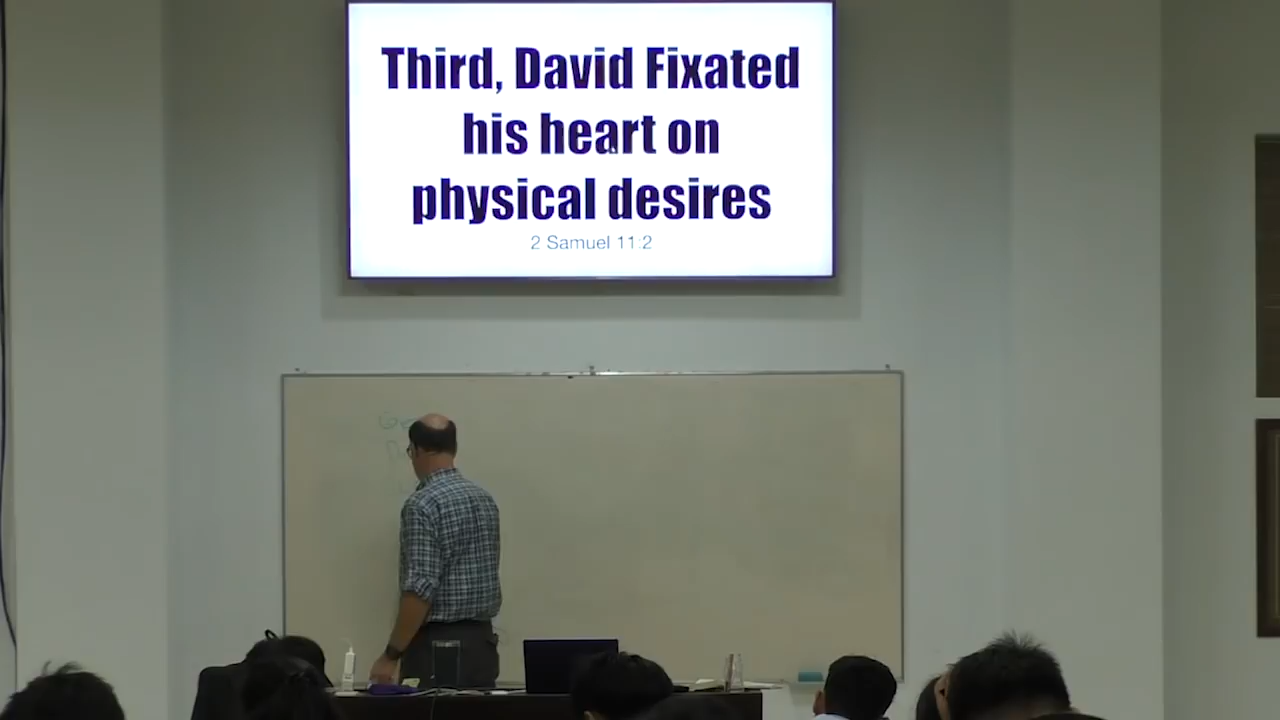 Third, David Fixated
his heart on
physical desires
2 Samuel 11:2